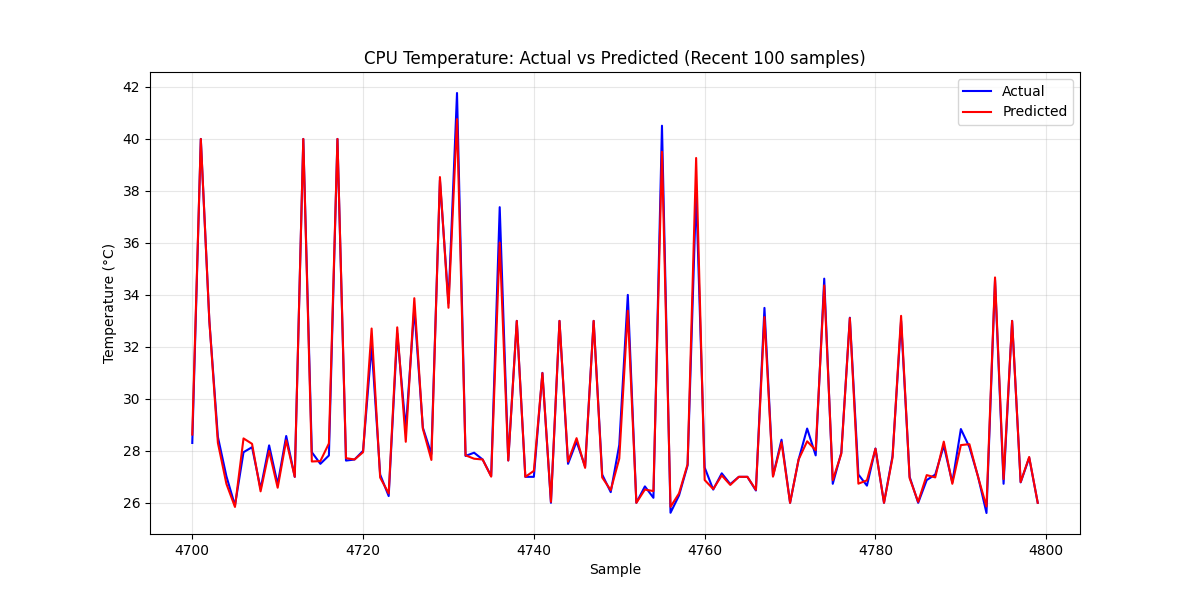 CPU Temperature: Actual vs Predicted (Recent 100 samples)
Actual
Predicted
Temperature (°C)
42
40
38
36
34
32
30
28
26
4700 4720 4740 4760 4780 4800
Sample